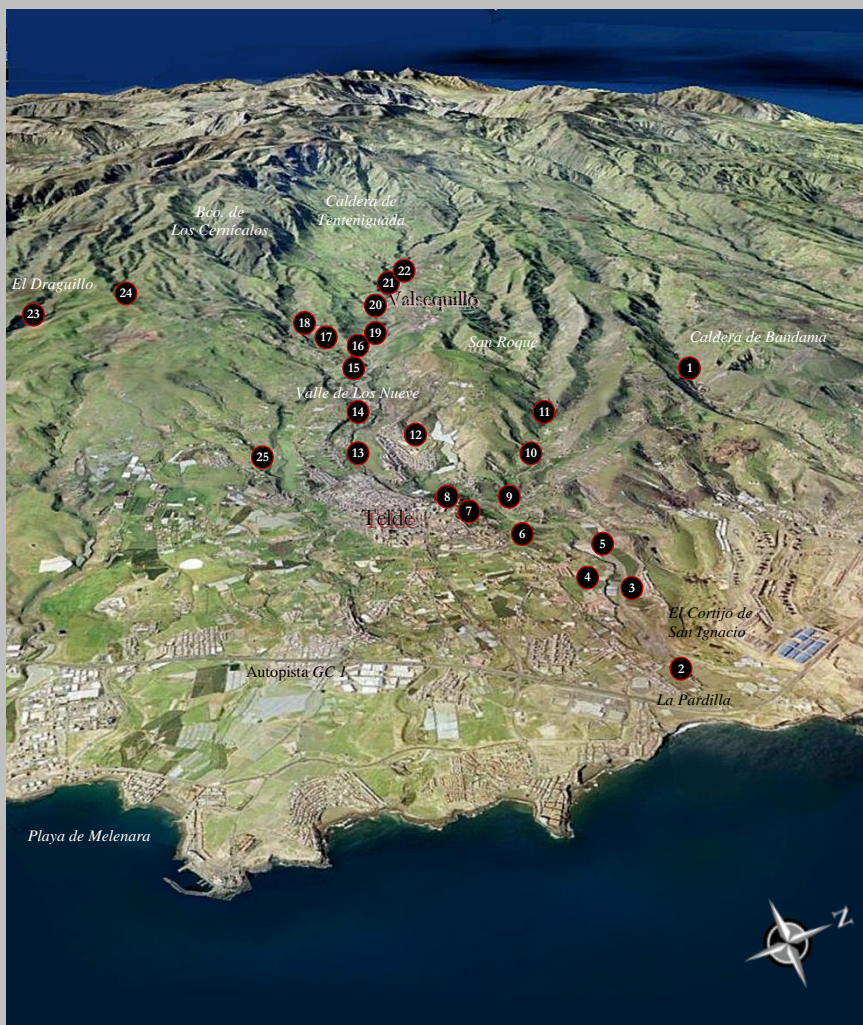 Caldera de
Tenteniguada
Bco. de
Los Cernícalos
22
21
El Draguillo
24
Valsequillo
20
23
18
19
17
San Roque
Caldera de Bandama
16
15
1
Valle de Los Nueve
14
11
12
13
10
25
8
9
7
Telde
6
5
4
3
El Cortijo de
San Ignacio
2
Autopista GC 1
La Pardilla
Playa de Melenara
N